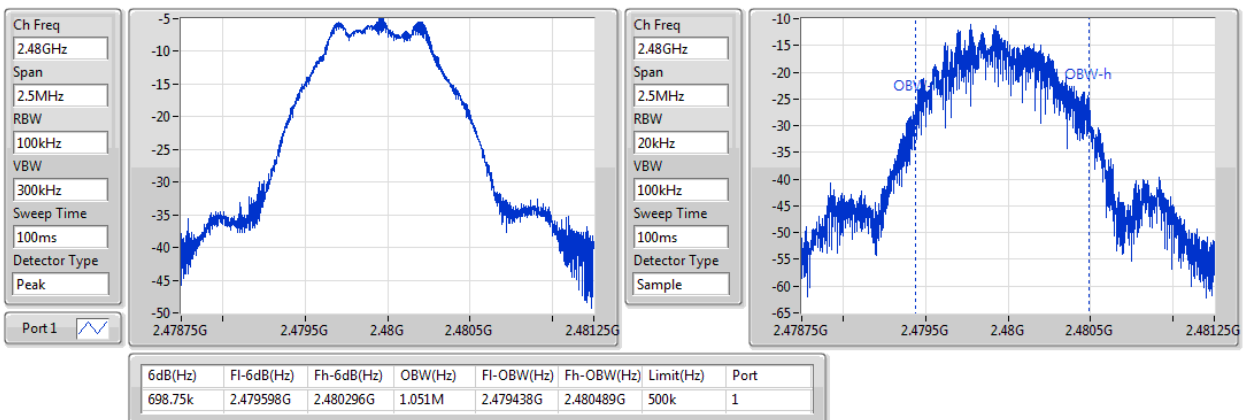 Ch Freq
2.48GHz
Span
2.5MHz
RBW
100kHz
VBW
300kHz
Sweep Time
100ms
Detector Type
Peak
Port 1
-5
-10
-15
-20
-25
-30
-35
-40
-45
-50
2.47875G 2.4795G 2.48G 2.4805G 2.48125G
Ch Freq
2.48GHz
Span
2.5MHz
RBW
20kHz
VBW
100kHz
Sweep Time
100ms
Detector Type
Sample
-10
-15
-20
-25
-30
-35
-40
-45
-50
-55
-60
-65
OBW-h
2.47875G 2.4795G 2.48G 2.4805G 2.48125G
6dB(Hz) Fl-6dB(Hz) Fh-6dB(Hz) OBW(Hz) Fl-OBW(Hz) Fh-OBW(Hz) Limit(Hz) Port
698.75k 2.479598G 2.480296G 1.051M 2.479438G 2.480489G 500k 1